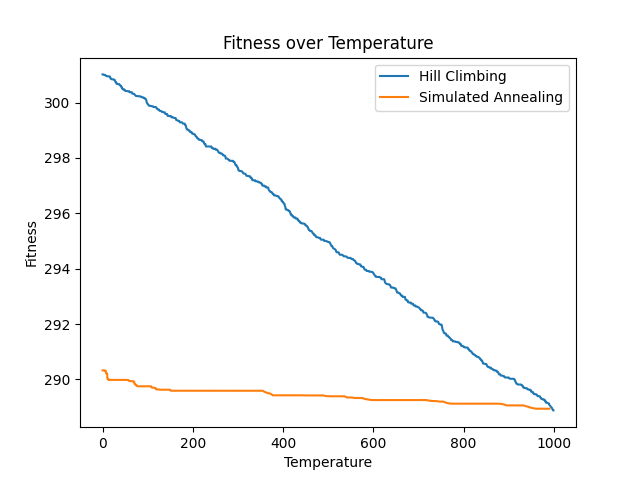 Fitness over Temperature
Hill Climbing
Simulated Annealing
300
298
296
294
292
290
Fitness
0
200
400
600
800
1000
Temperature